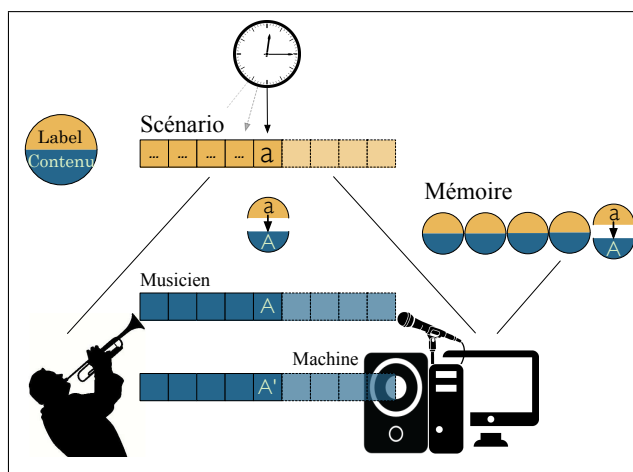 Scénario
Label
Contenu
... ... ... ... a
Mémoire
a
A
a
A
Musicien
A
Machine
A'